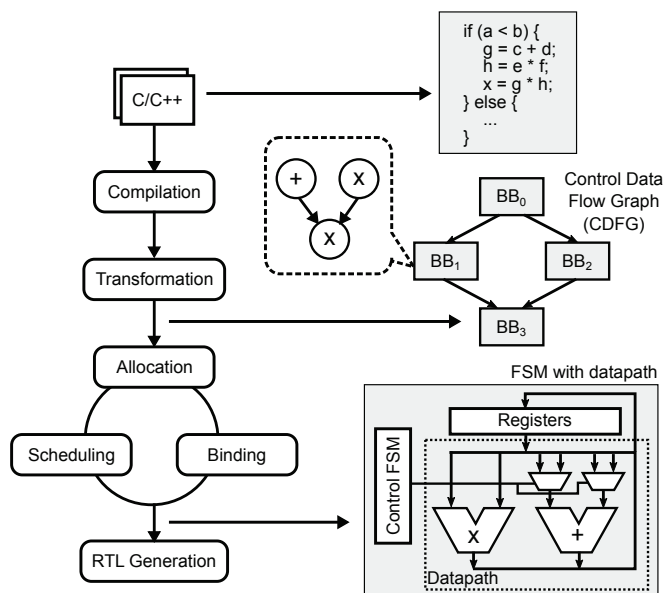 C/C++
if (a < b) {
g = c + d;
h = e * f;
x = g * h;
} else {
...
}
Compilation
+
x
x
Control Data
Flow Graph
(CDFG)
BB0
BB1
BB2
BB3
Transformation
Allocation
Scheduling
Binding
RTL Generation
FSM with datapath
Registers
Control FSM
x
+
Datapath